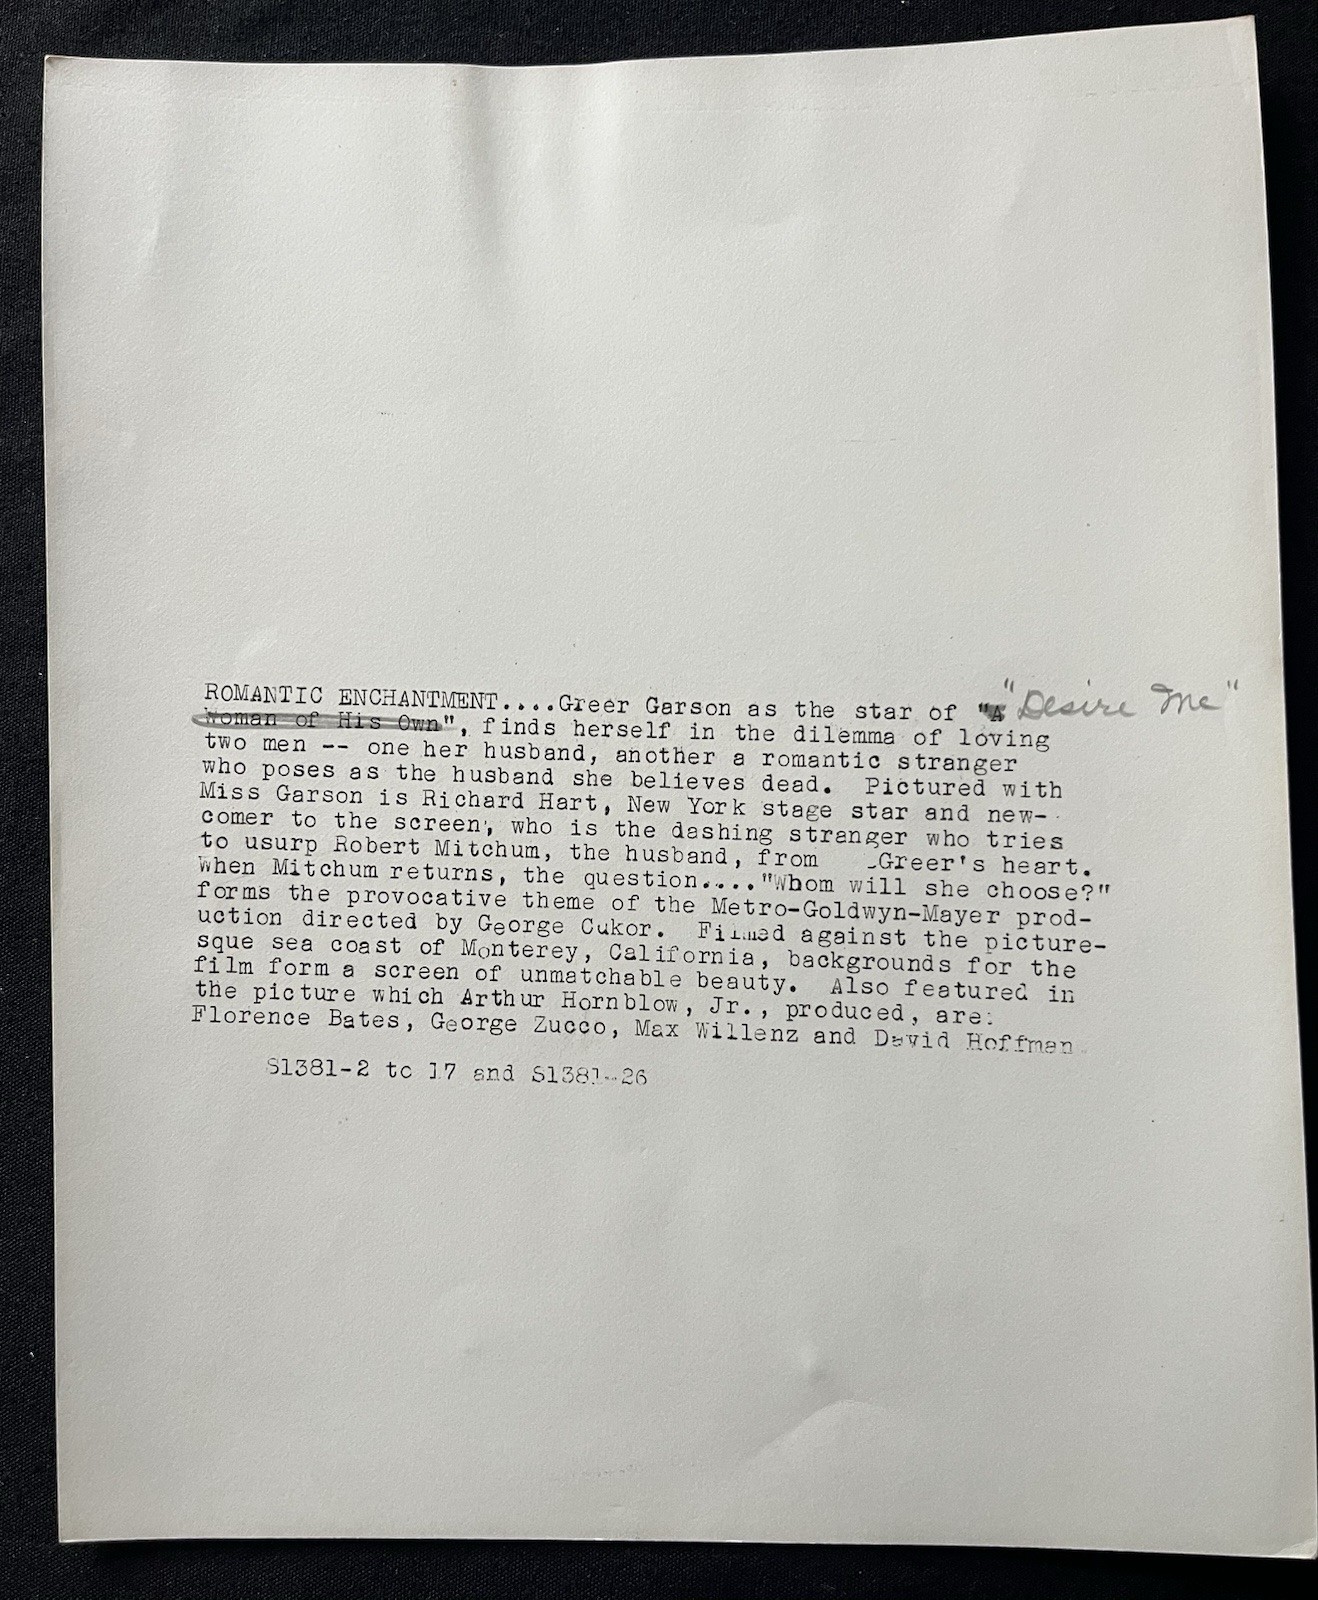 ROMANTIC ENCHANTMENT....Greer Garson as the star of "A "Desire Me"
Woman of His Own", finds herself in the dilemma of loving
two men -- one her husband, another a romantic stranger
who poses as the husband she believes dead. Pictured with
Miss Garson is Richard Hart, New York stage star and new-
comer to the screen, who is the dashing stranger who tries
to usurp Robert Mitchum, the husband, from Greer's heart.
When Mitchum returns, the question...."Whom will she choose?"
forms the provocative theme of the Metro-Goldwyn-Mayer prod-
uction directed by George Cukor. Filmed against the picture-
sque sea coast of Monterey, California, backgrounds for the
film form a screen of unmatchable beauty. Also featured in
the picture which Arthur Hornblow, Jr., produced, are:
Florence Bates, George Zucco, Max Willenz and David Hoffman.
S1381-2 to 17 and S1381-26